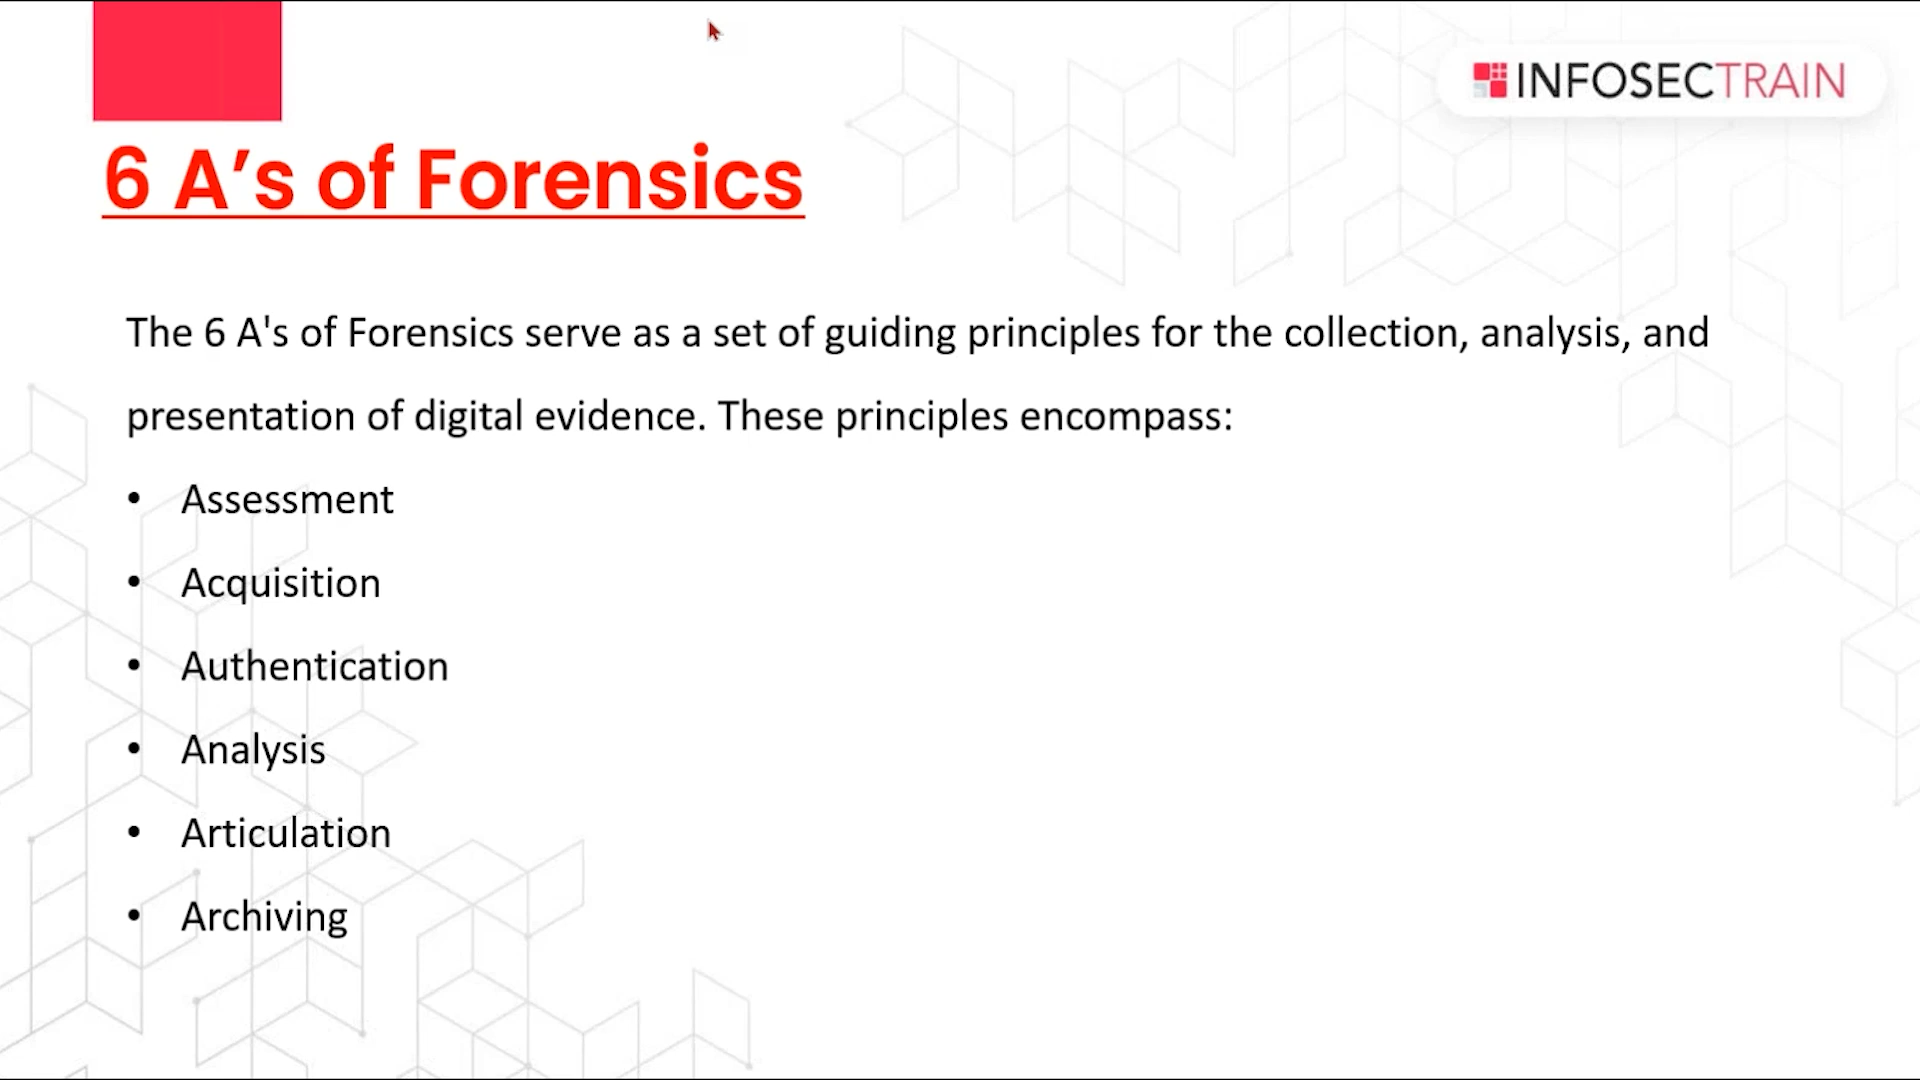 INFOSECTRAIN
6 A’s of Forensics
The 6 A's of Forensics serve as a set of guiding principles for the collection, analysis, and
presentation of digital evidence. These principles encompass:
• Assessment
• Acquisition
• Authentication
• Analysis
• Articulation
• Archiving